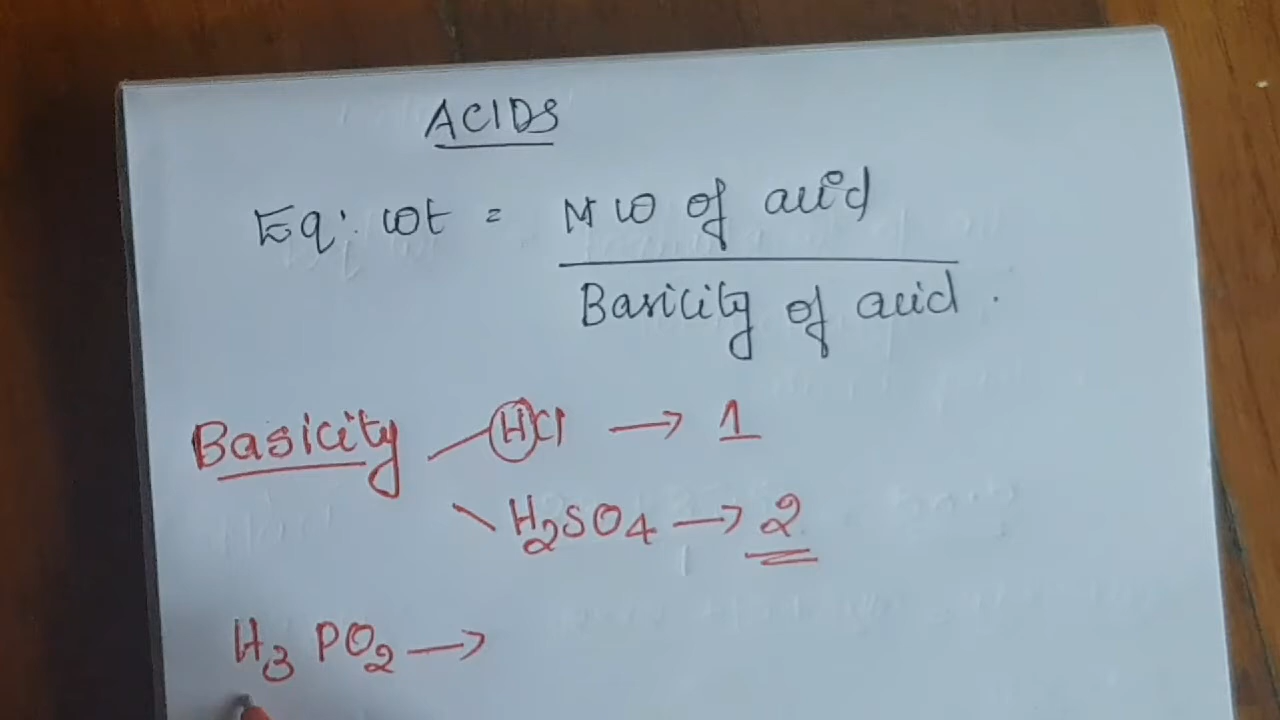 ACIDS
Eq. wt = MW of acid
Basicity of acid.
Basicity HCl → 1
H2SO4 → 2
H3PO2 →